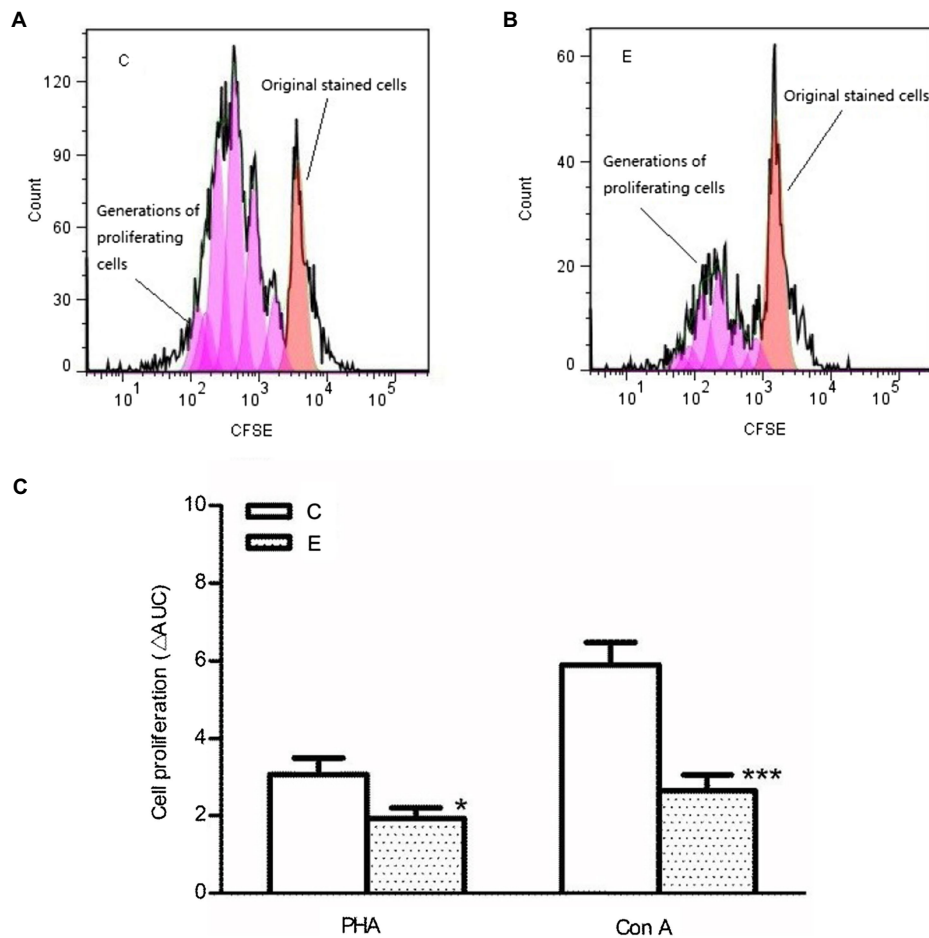 A
C
Original stained cells
Generations of
proliferating
cells
Count
120
90
60
30
0
10^1 10^2 10^3 10^4 10^5
CFSE
B
E
Original stained cells
Generations of
proliferating cells
Count
60
40
20
0
10^1 10^2 10^3 10^4 10^5
CFSE
C
Cell proliferation (△AUC)
10
8
6
4
2
0
C
E
*
***
PHA Con A